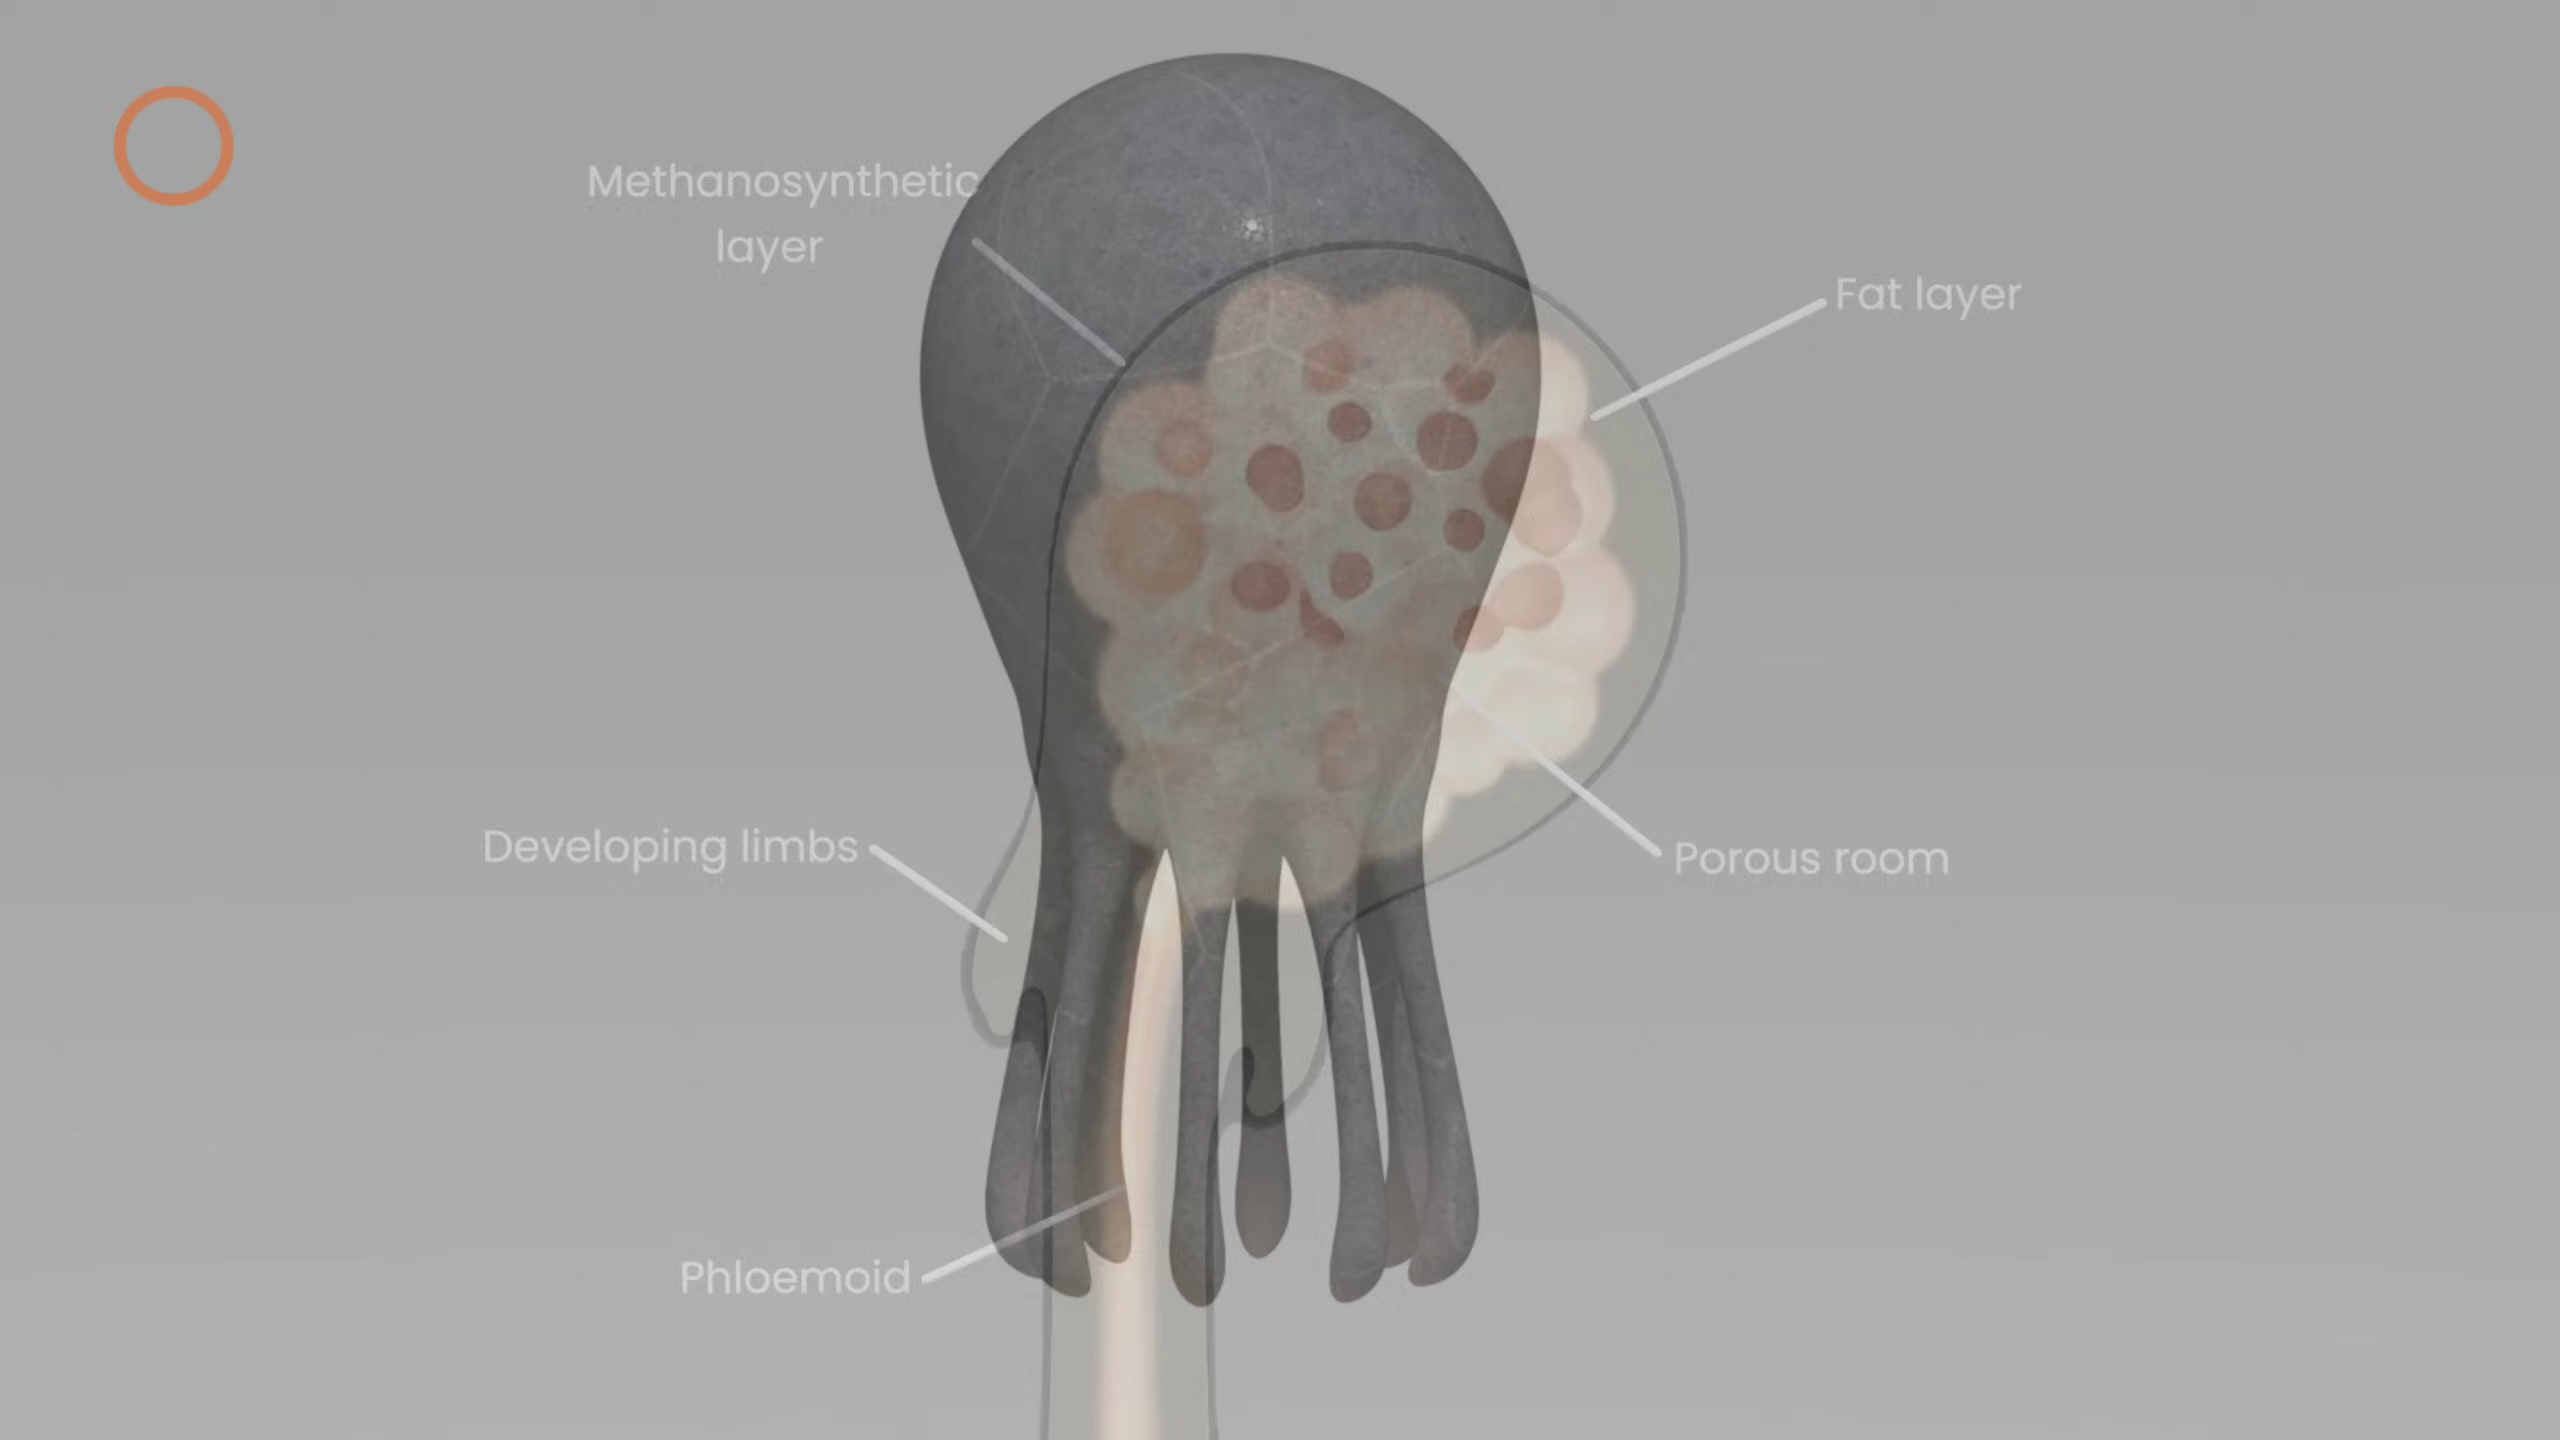 Methanosynthetic
layer
Fat layer
Developing limbs
Porous room
Phloemoid